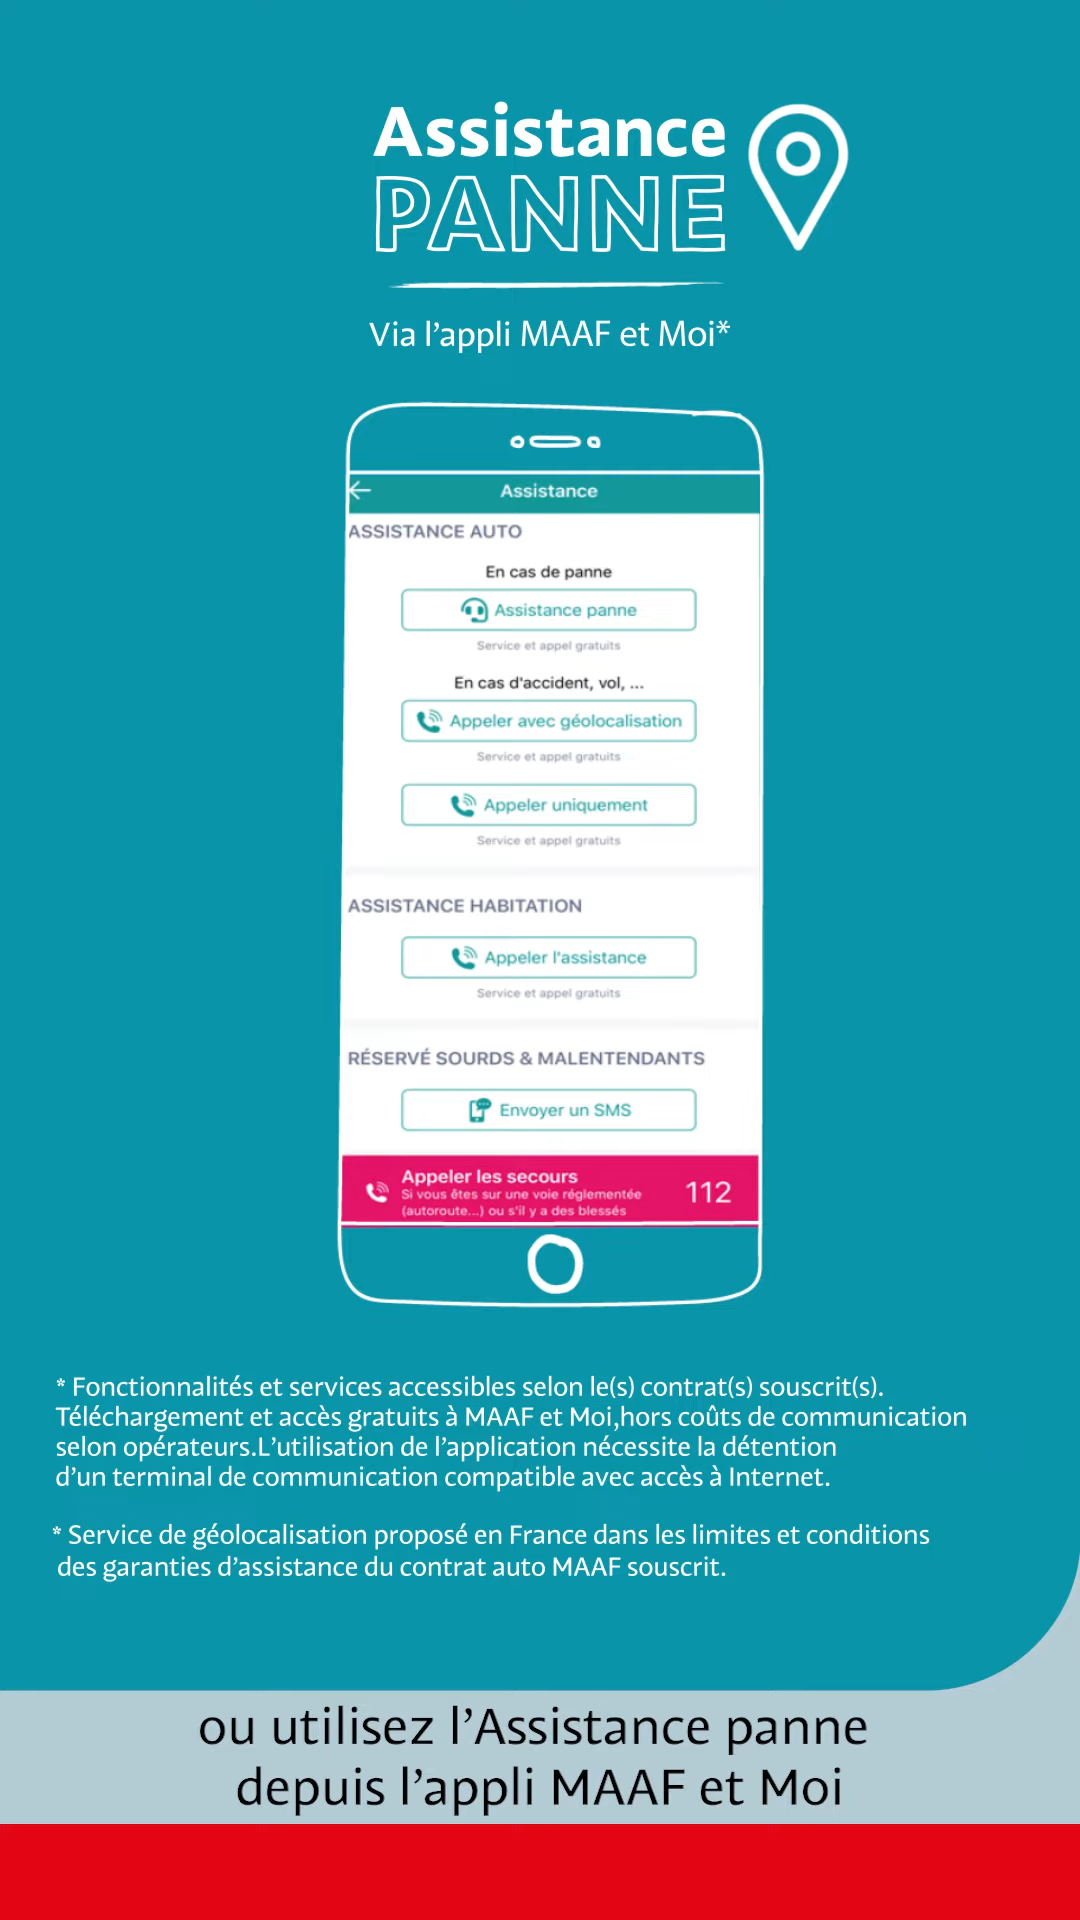 Assistance
PANNE
Via l’appli MAAF et Moi*
Assistance
ASSISTANCE AUTO
En cas de panne
Assistance panne
Service et appel gratuits
En cas d'accident, vol, ...
Appeler avec géolocalisation
Service et appel gratuits
Appeler uniquement
Service et appel gratuits
ASSISTANCE HABITATION
Appeler l'assistance
Service et appel gratuits
RÉSERVÉ SOURDS & MALENTENDANTS
Envoyer un SMS
Appeler les secours
Si vous êtes sur une voie réglementée
(autoroute...) ou s'il y a des blessés
112
* Fonctionnalités et services accessibles selon le(s) contrat(s) souscrit(s).
Téléchargement et accès gratuits à MAAF et Moi,hors coûts de communication
selon opérateurs.L’utilisation de l’application nécessite la détention
d’un terminal de communication compatible avec accès à Internet.
* Service de géolocalisation proposé en France dans les limites et conditions
des garanties d’assistance du contrat auto MAAF souscrit.
ou utilisez l’Assistance panne
depuis l’appli MAAF et Moi